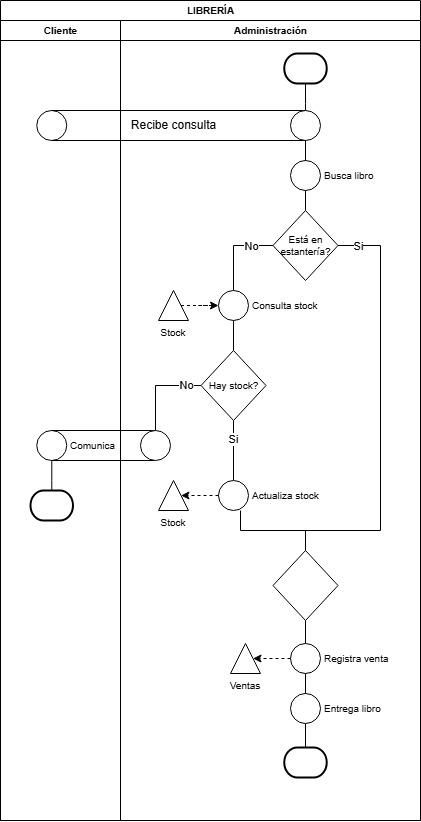 LIBRERÍA
Cliente
Administración
Recibe consulta
Busca libro
Está en
estantería?
No
Si
Consulta stock
Stock
Hay stock?
No
Comunica
Si
Actualiza stock
Stock
Registra venta
Ventas
Entrega libro